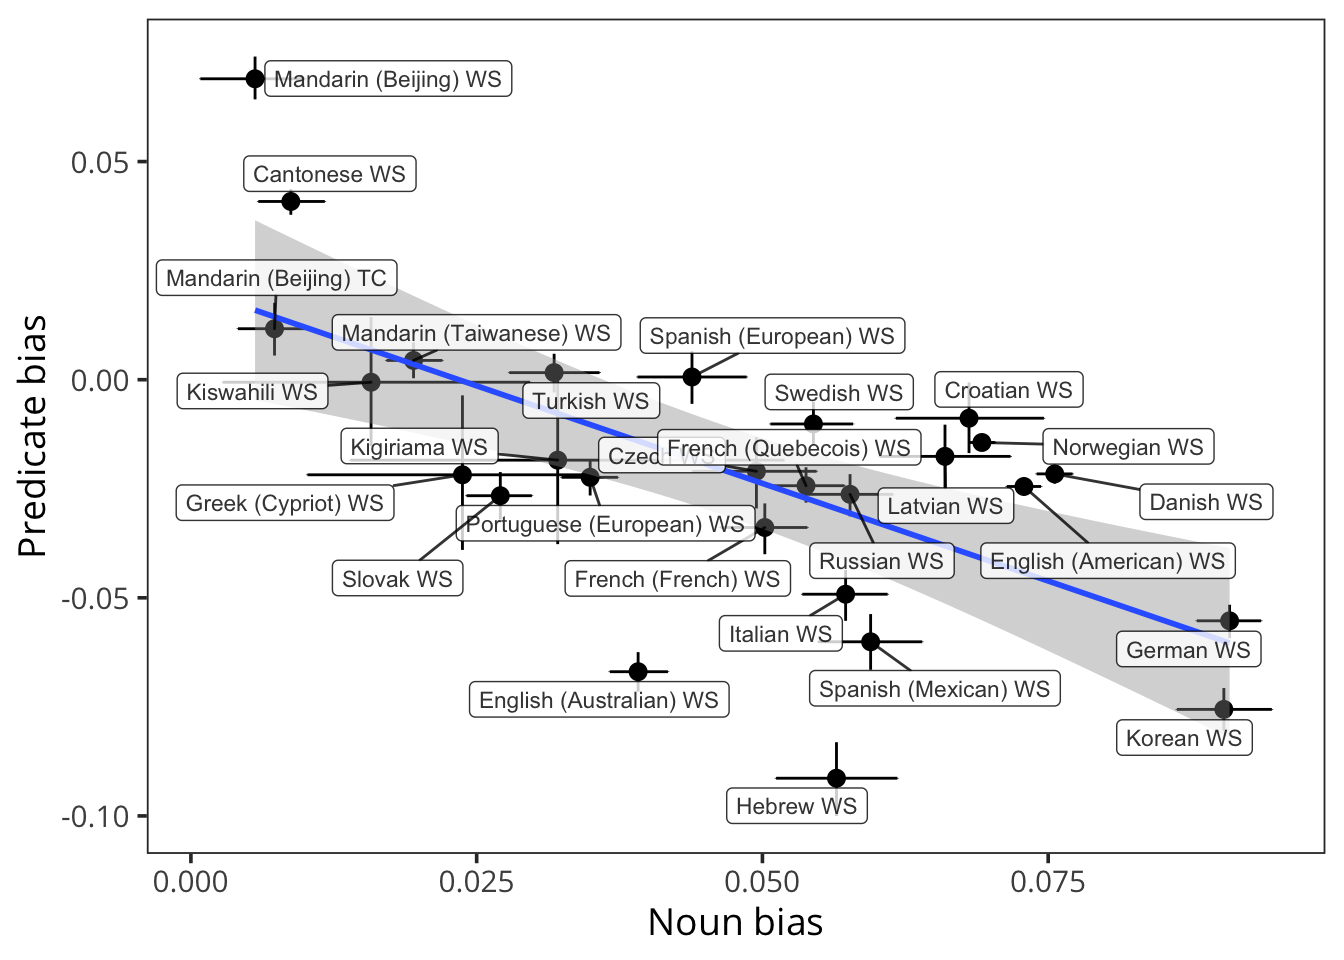 Mandarin (Beijing) WS
Cantonese WS
0.05
Mandarin (Beijing) TC
Mandarin (Taiwanese) WS
Spanish (European) WS
0.00
Kiswahili WS
Turkish WS
Swedish WS
Croatian WS
Kigiriama WS
Czech WS
French (Quebecois) WS
Norwegian WS
Greek (Cypriot) WS
Portuguese (European) WS
Latvian WS
Danish WS
Slovak WS
French (French) WS
Russian WS
English (American) WS
-0.05
Italian WS
German WS
English (Australian) WS
Spanish (Mexican) WS
Korean WS
Hebrew WS
-0.10
Predicate bias
0.000
0.025
0.050
0.075
Noun bias